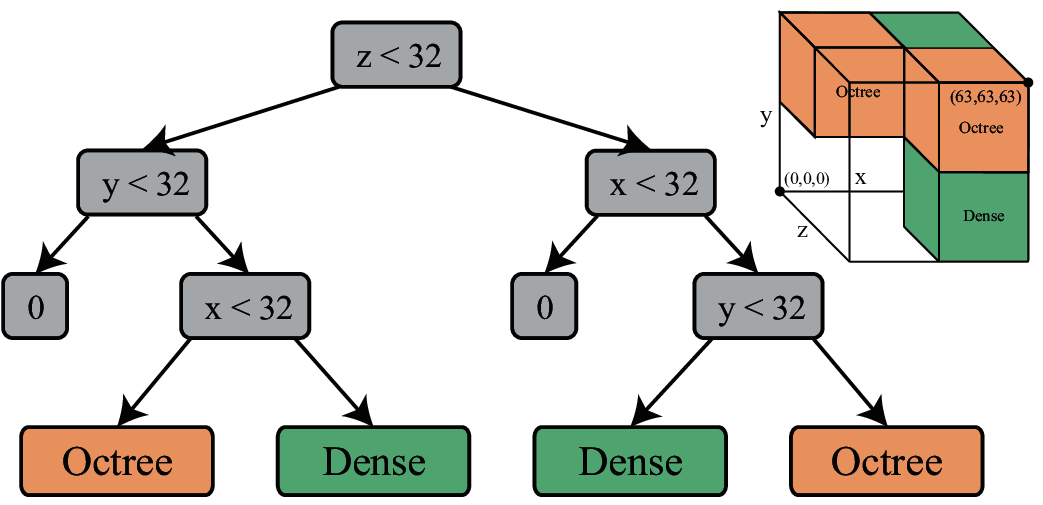 z < 32
y < 32
x < 32
0
x < 32
0
y < 32
Octree
Dense
Dense
Octree
Octree
(63,63,63)
Octree
y
(0,0,0)
x
z
Dense